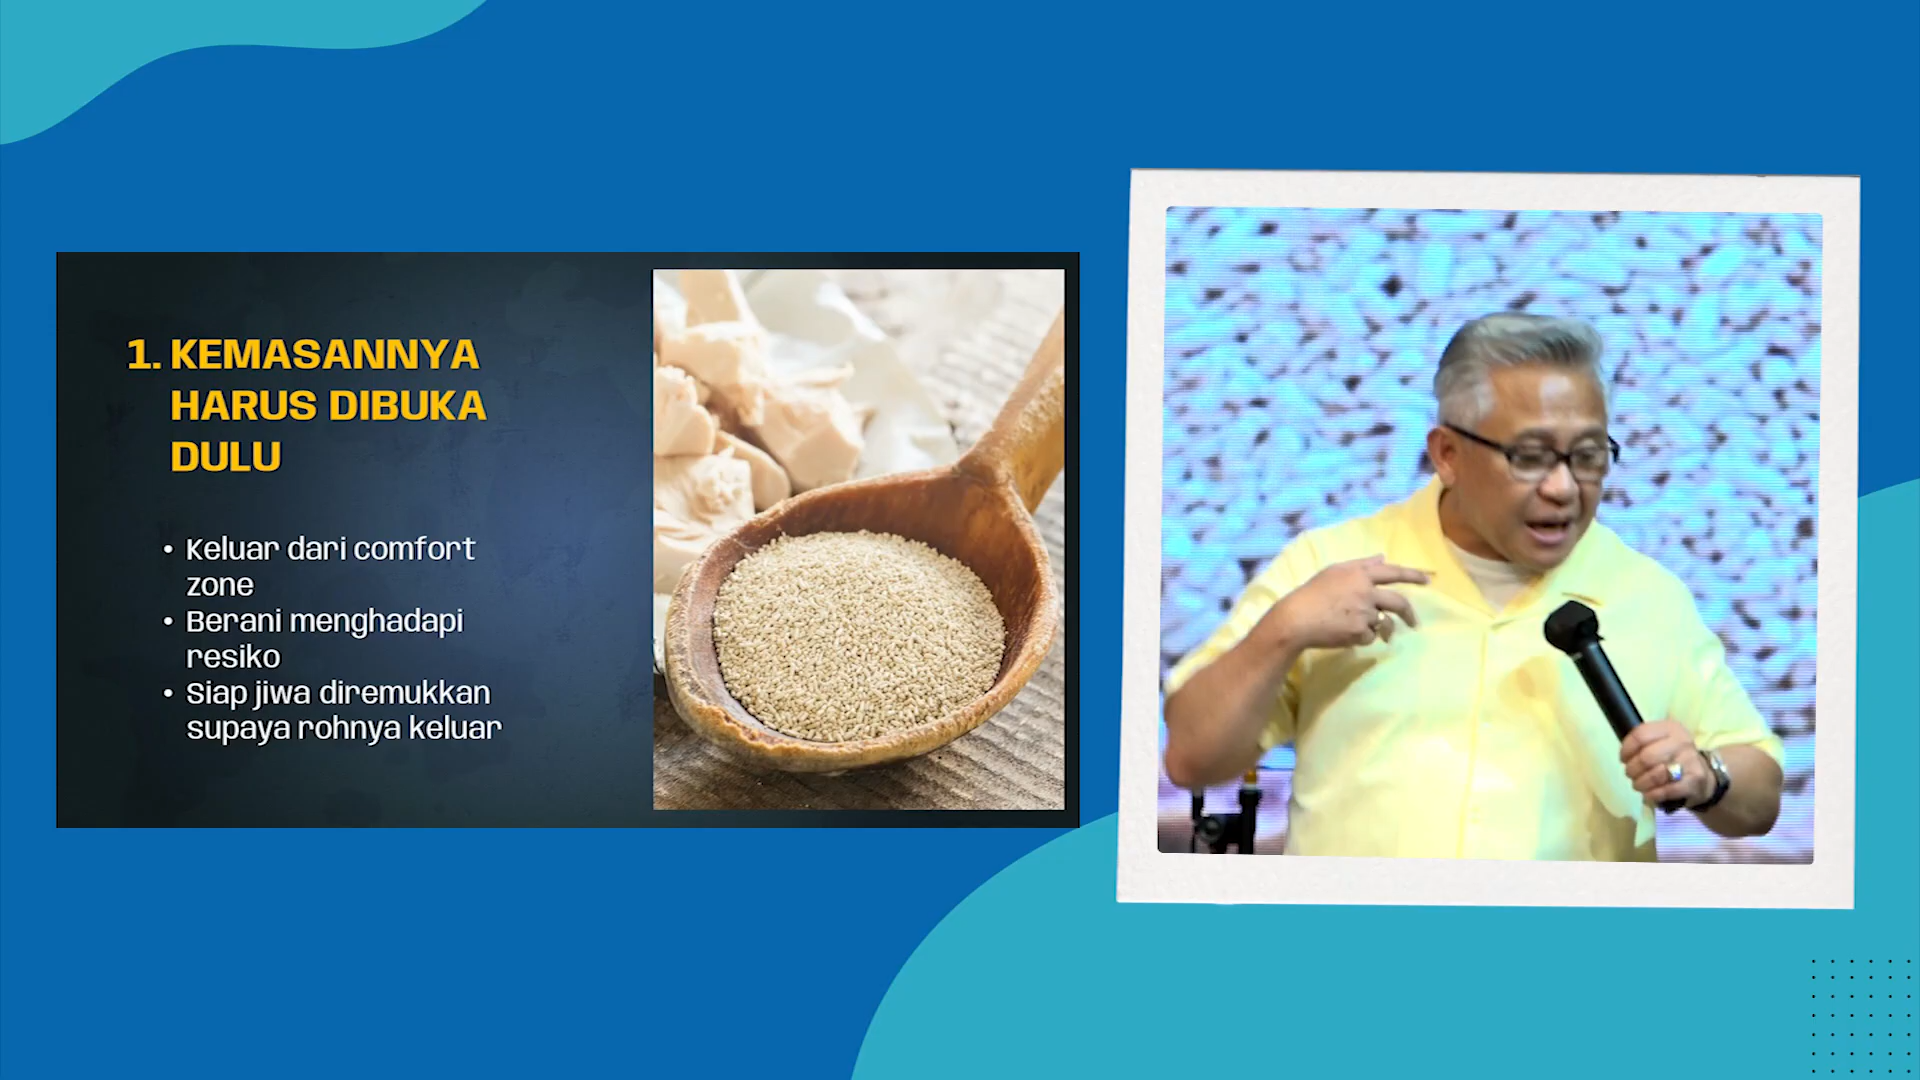 1. KEMASANNYA
HARUS DIBUKA
DULU
• Keluar dari comfort
zone
• Berani menghadapi
resiko
• Siap jiwa diremukkan
supaya rohnya keluar